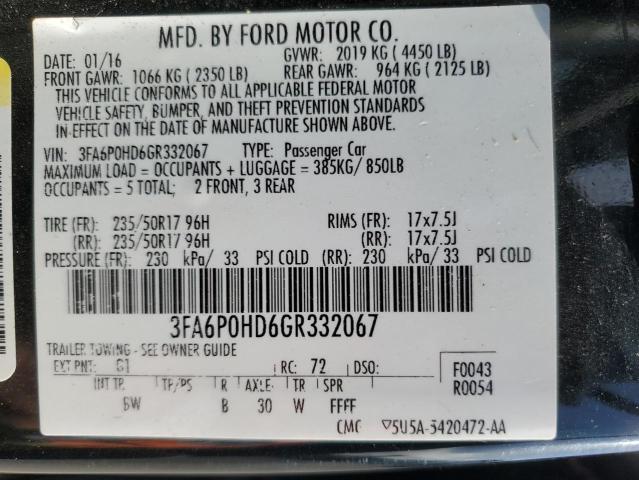 MFD. BY FORD MOTOR CO.
DATE: 01/16 GVWR: 2019 KG (4450 LB)
FRONT GAWR: 1066 KG (2350 LB) REAR GAWR: 964 KG (2125 LB)
THIS VEHICLE CONFORMS TO ALL APPLICABLE FEDERAL MOTOR
VEHICLE SAFETY, BUMPER, AND THEFT PREVENTION STANDARDS
IN EFFECT ON THE DATE OF MANUFACTURE SHOWN ABOVE.
VIN: 3FA6P0HD6GR332067 TYPE: Passenger Car
MAXIMUM LOAD = OCCUPANTS + LUGGAGE = 385KG/ 850LB
OCCUPANTS = 5 TOTAL; 2 FRONT, 3 REAR
TIRE (FR): 235/50R17 96H RIMS (FR): 17x7.5J
(RR): 235/50R17 96H (RR): 17x7.5J
PRESSURE (FR): 230 kPa/ 33 PSI COLD (RR): 230 kPa/ 33 PSI COLD
3FA6P0HD6GR332067
TRAILER TOWING - SEE OWNER GUIDE
EXT PNT: G1 RC: 72 DSO: F0043
INT TR TP/PS R AXLE TR SPR R0054
BW B 30 W FFFF
CMC ▽5U5A-5420472-AA